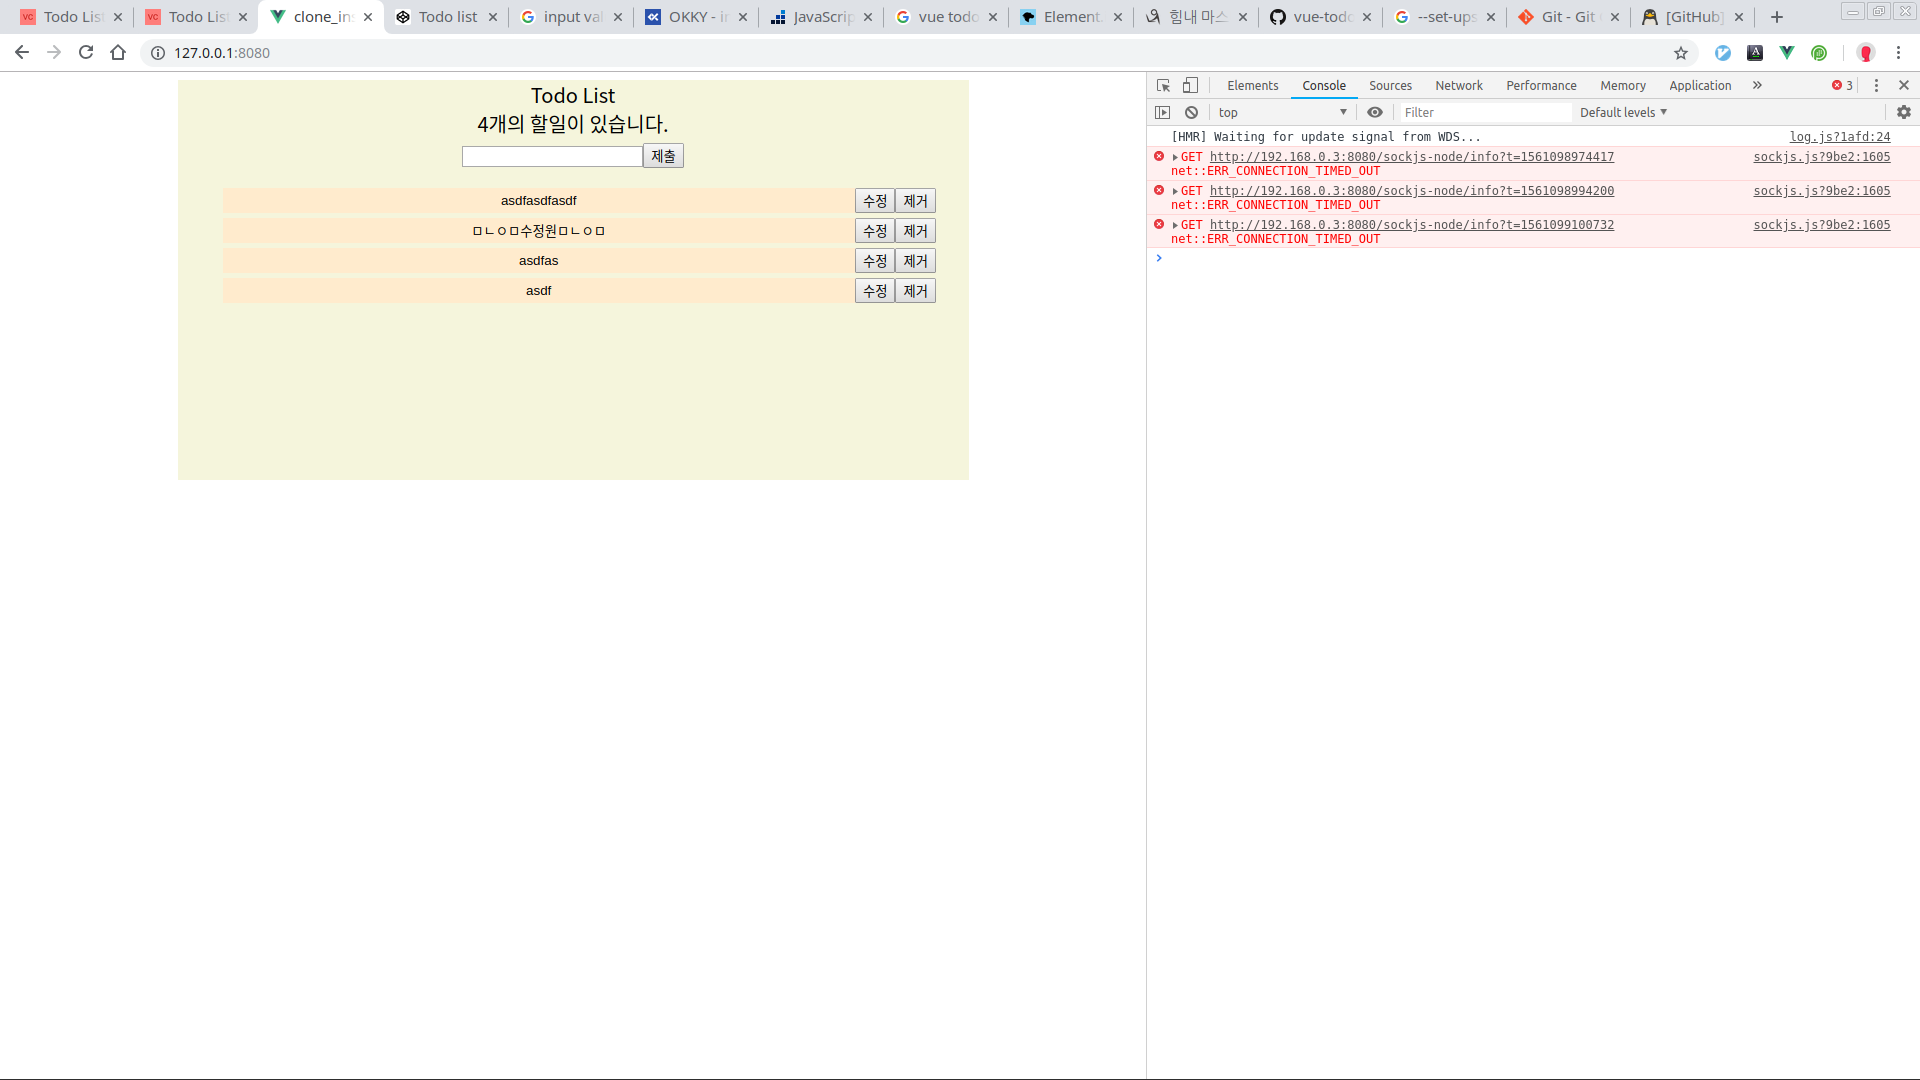 Todo List
Todo List
clone_in
Todo list
input val
OKKY - in
JavaScrip
vue todo
Element.
힘내 마스
vue-todo
--set-ups
Git - Git
[GitHub]
127.0.0.1:8080
Todo List
4개의 할일이 있습니다.
제출
asdfasdfasdf 수정 제거
ㅁㄴㅇㅁ수정원ㅁㄴㅇㅁ 수정 제거
asdfas 수정 제거
asdf 수정 제거
Elements Console Sources Network Performance Memory Application » 3
top Filter Default levels
[HMR] Waiting for update signal from WDS... log.js?1afd:24
GET http://192.168.0.3:8080/sockjs-node/info?t=1561098974417 sockjs.js?9be2:1605
net::ERR_CONNECTION_TIMED_OUT
GET http://192.168.0.3:8080/sockjs-node/info?t=1561098994200 sockjs.js?9be2:1605
net::ERR_CONNECTION_TIMED_OUT
GET http://192.168.0.3:8080/sockjs-node/info?t=1561099100732 sockjs.js?9be2:1605
net::ERR_CONNECTION_TIMED_OUT